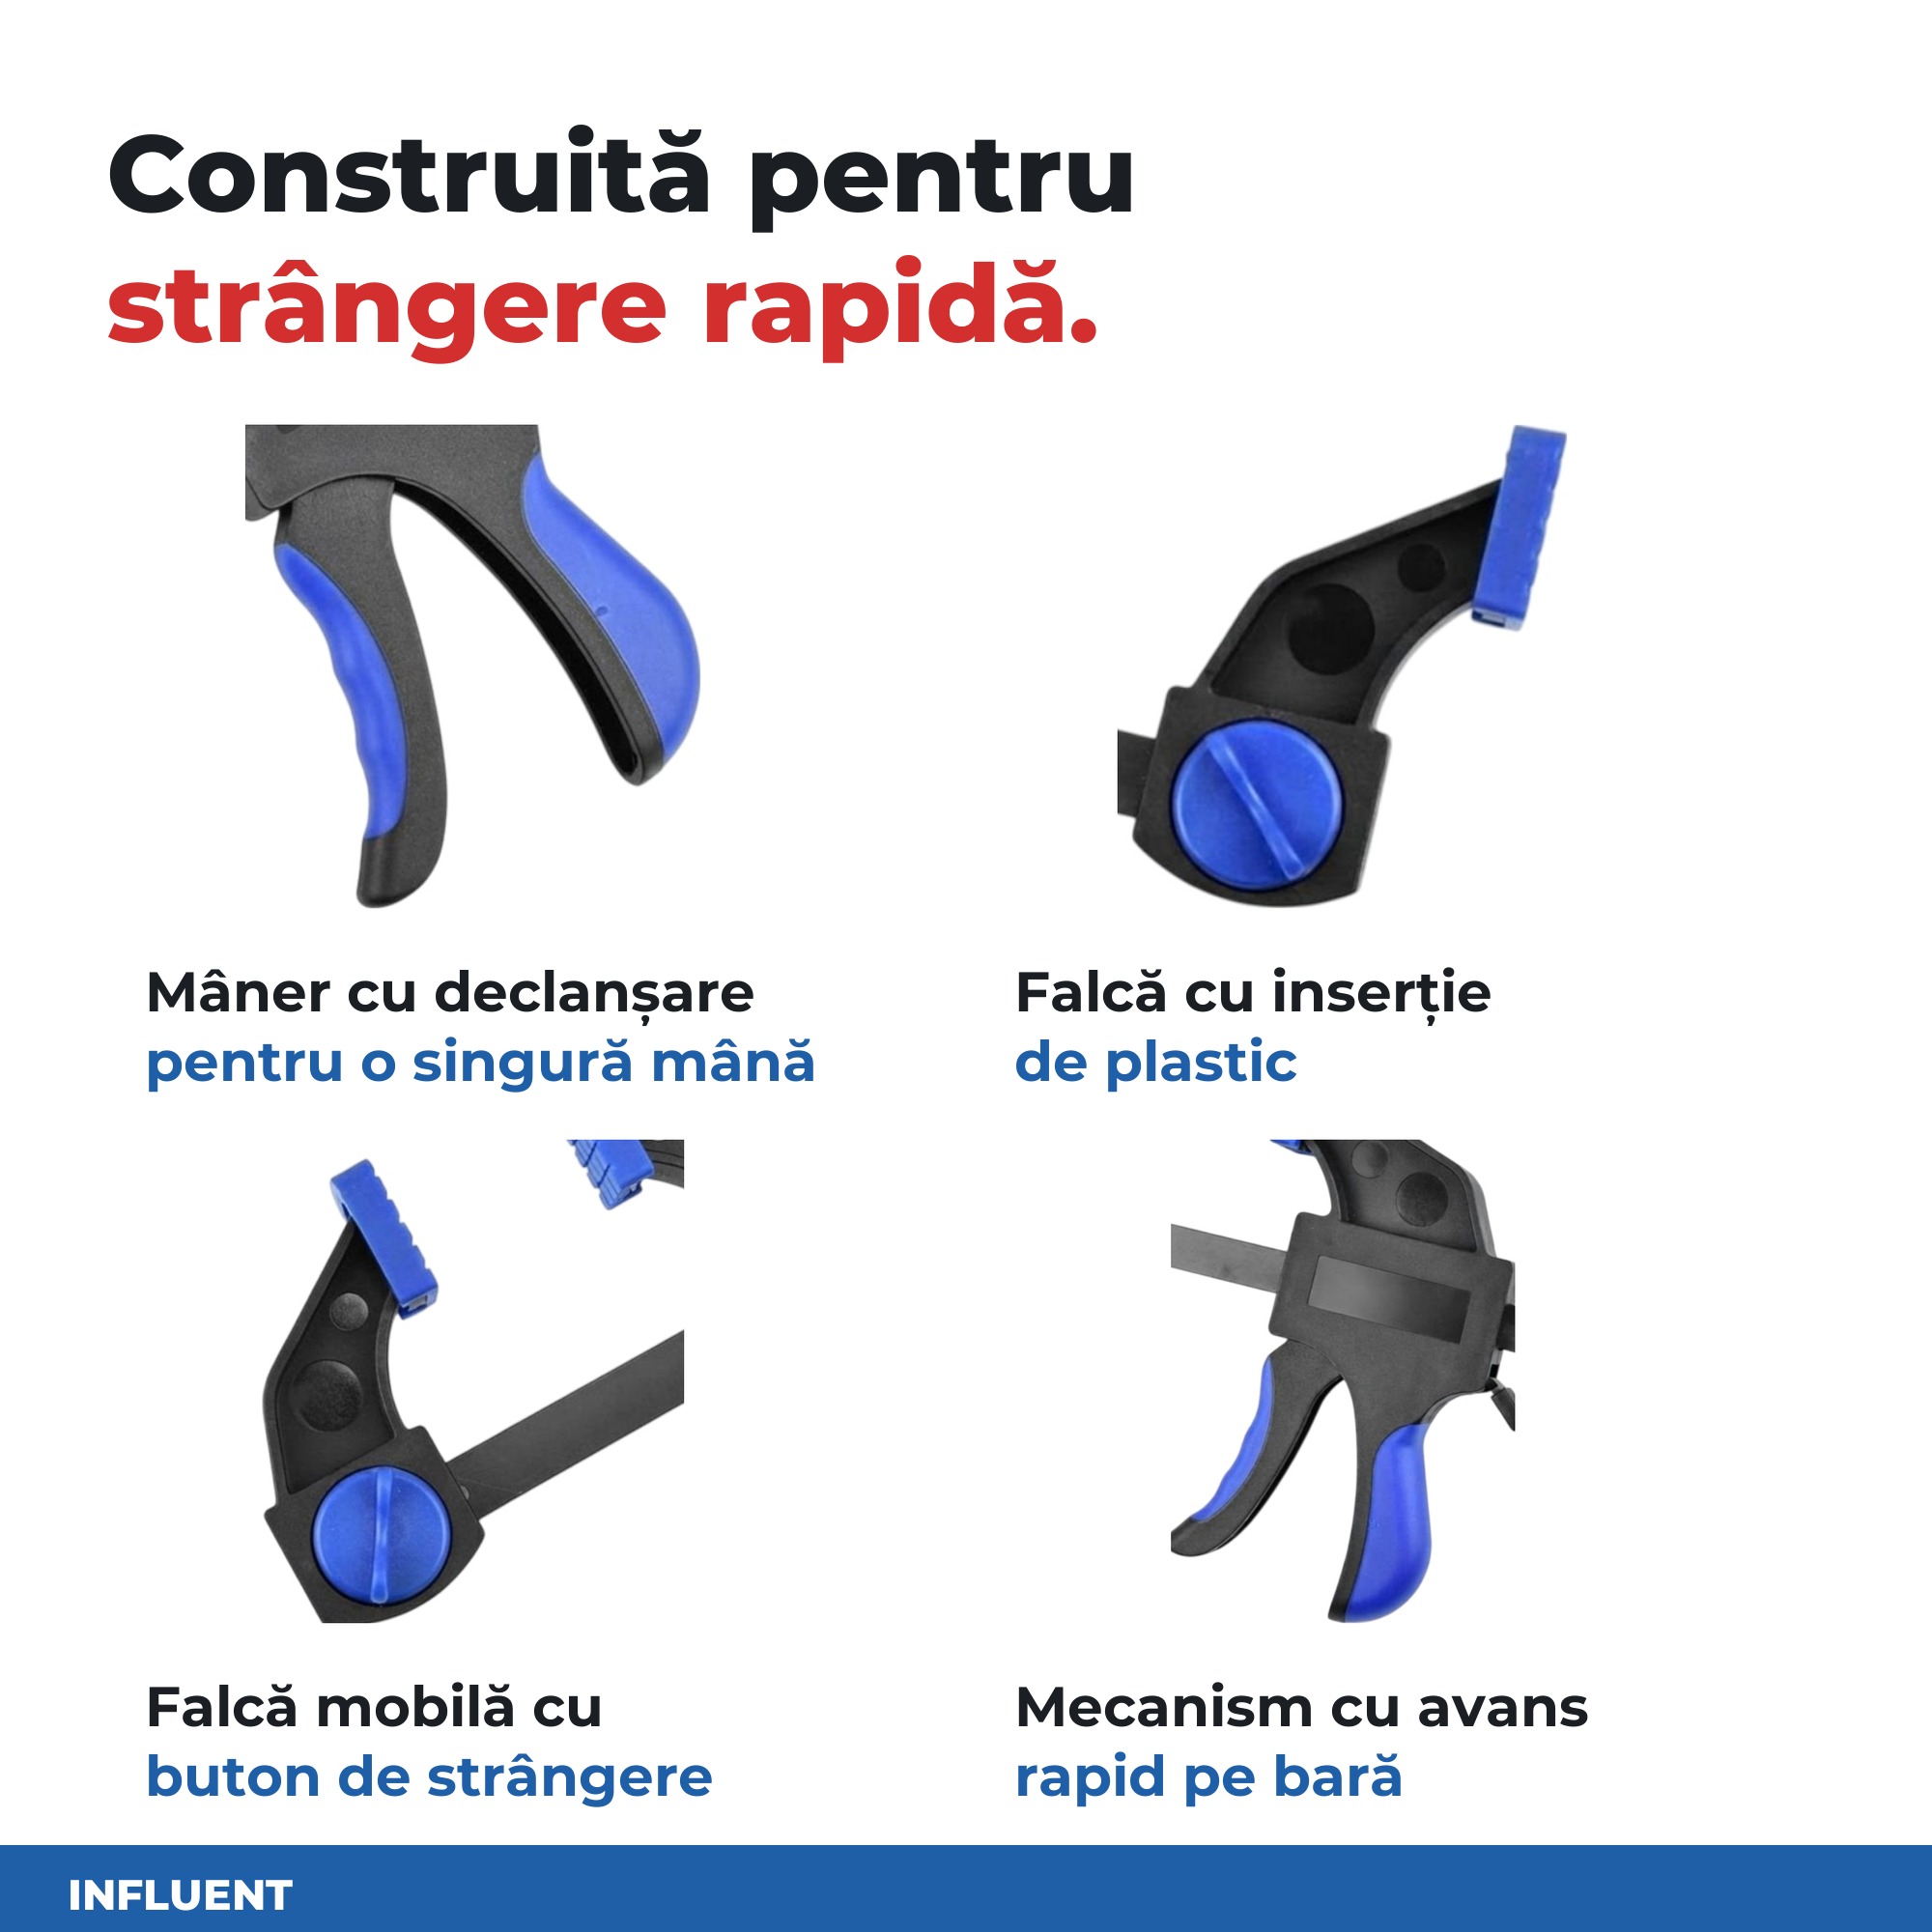 Construită pentru
strângere rapidă.
Mâner cu declanșare
pentru o singură mână
Falcă cu inserție
de plastic
Falcă mobilă cu
buton de strângere
Mecanism cu avans
rapid pe bară
INFLUENT